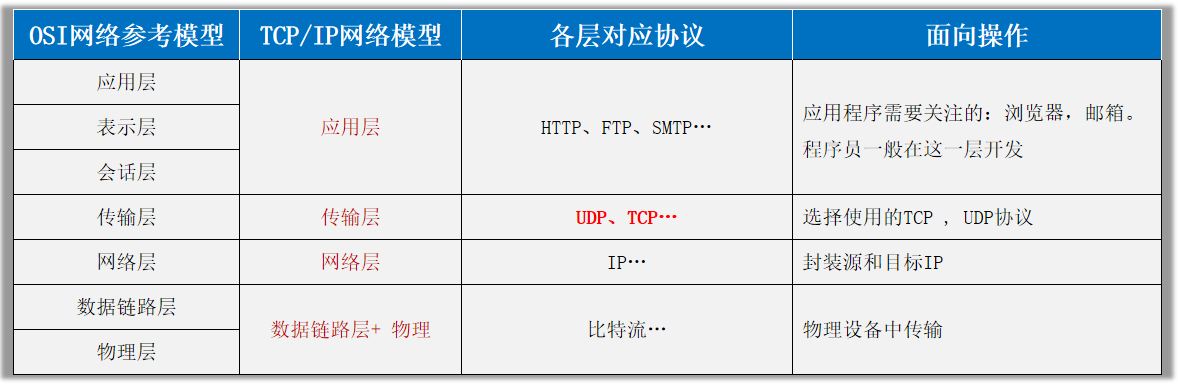 OSI网络参考模型 TCP/IP网络模型 各层对应协议 面向操作
应用层
表示层
会话层
应用层
HTTP、FTP、SMTP…
应用程序需要关注的: 浏览器，邮箱。
程序员一般在这一层开发
传输层 传输层 UDP、TCP… 选择使用的TCP , UDP协议
网络层 网络层 IP… 封装源和目标IP
数据链路层
物理层
数据链路层+ 物理
比特流…
物理设备中传输